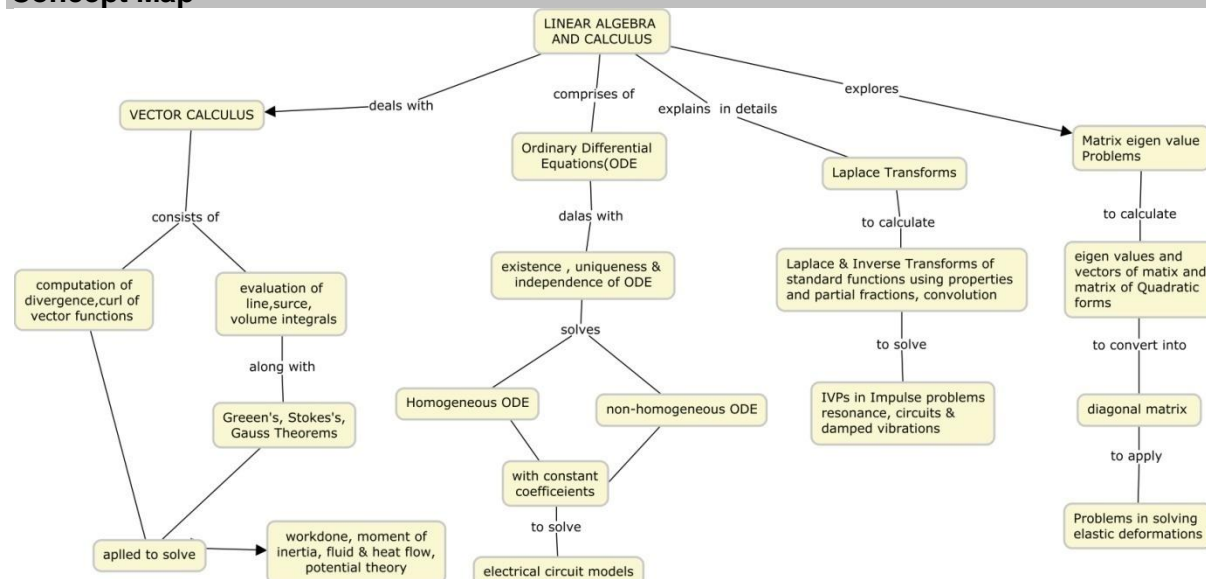 Concept Map
LINEAR ALGEBRA
AND CALCULUS
deals with
comprises of
explains in details
explores
VECTOR CALCULUS
Ordinary Differential
Equations(ODE
Laplace Transforms
Matrix eigen value
Problems
consists of
dalas with
to calculate
to calculate
computation of
divergence,curl of
vector functions
evaluation of
line,surce,
volume integrals
existence , uniqueness &
independence of ODE
Laplace & Inverse Transforms of
standard functions using properties
and partial fractions, convolution
eigen values and
vectors of matix and
matrix of Quadratic
forms
along with
solves
to solve
to convert into
Greeen's, Stokes's,
Gauss Theorems
Homogeneous ODE
non-homogeneous ODE
IVPs in Impulse problems
resonance, circuits &
damped vibrations
diagonal matrix
with constant
coefficeients
to apply
to solve
aplled to solve
workdone, moment of
inertia, fluid & heat flow,
potential theory
electrical circuit models
Problems in solving
elastic deformations